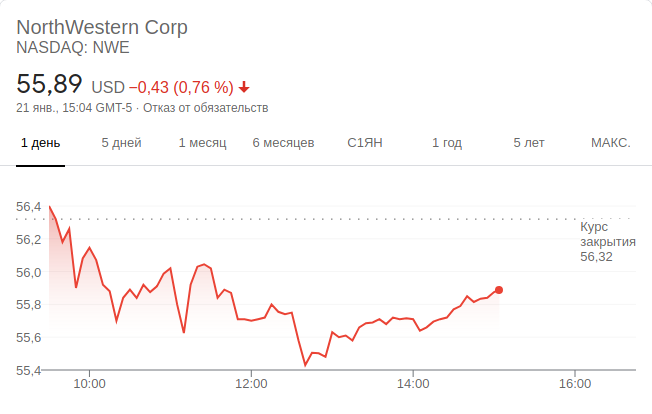 NorthWestern Corp
NASDAQ: NWE
55,89 USD −0,43 (0,76 %)
21 янв., 15:04 GMT-5 · Отказ от обязательств
1 день 5 дней 1 месяц 6 месяцев С1ЯН 1 год 5 лет МАКС.
56,4
56,2
56,0
55,8
55,6
55,4
Курс
закрытия
56,32
10:00 12:00 14:00 16:00